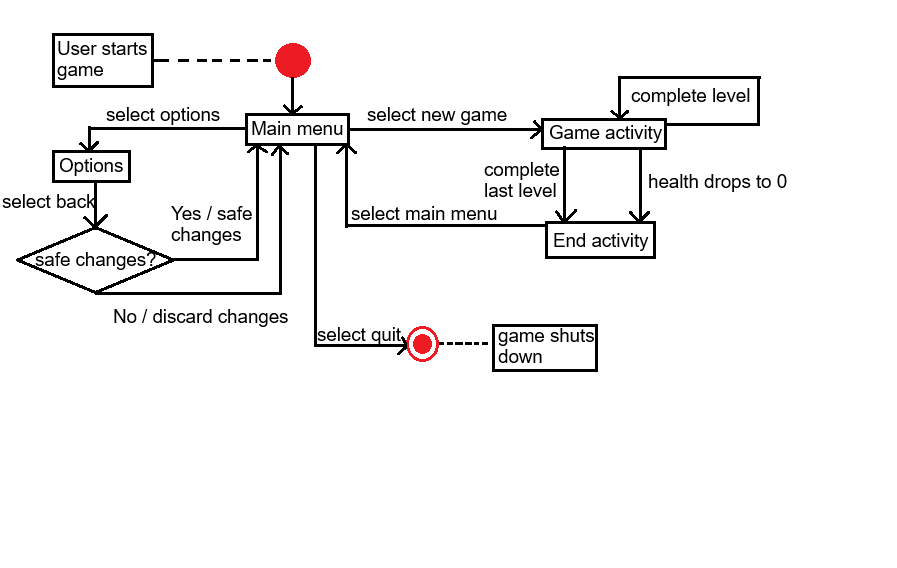 User starts
game
complete level
select options
select new game
Main menu
Game activity
Options
complete
last level
health drops to 0
select back
Yes / safe
changes
select main menu
End activity
safe changes?
No / discard changes
select quit
game shuts
down